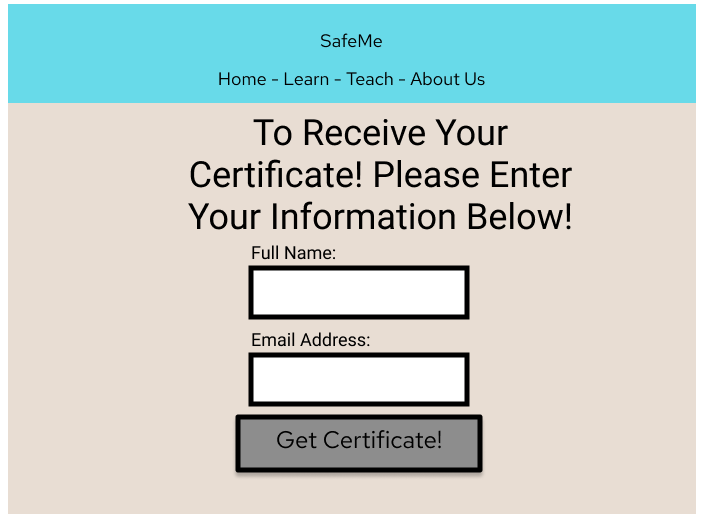 SafeMe
Home - Learn - Teach - About Us
To Receive Your
Certificate! Please Enter
Your Information Below!
Full Name:
Email Address:
Get Certificate!